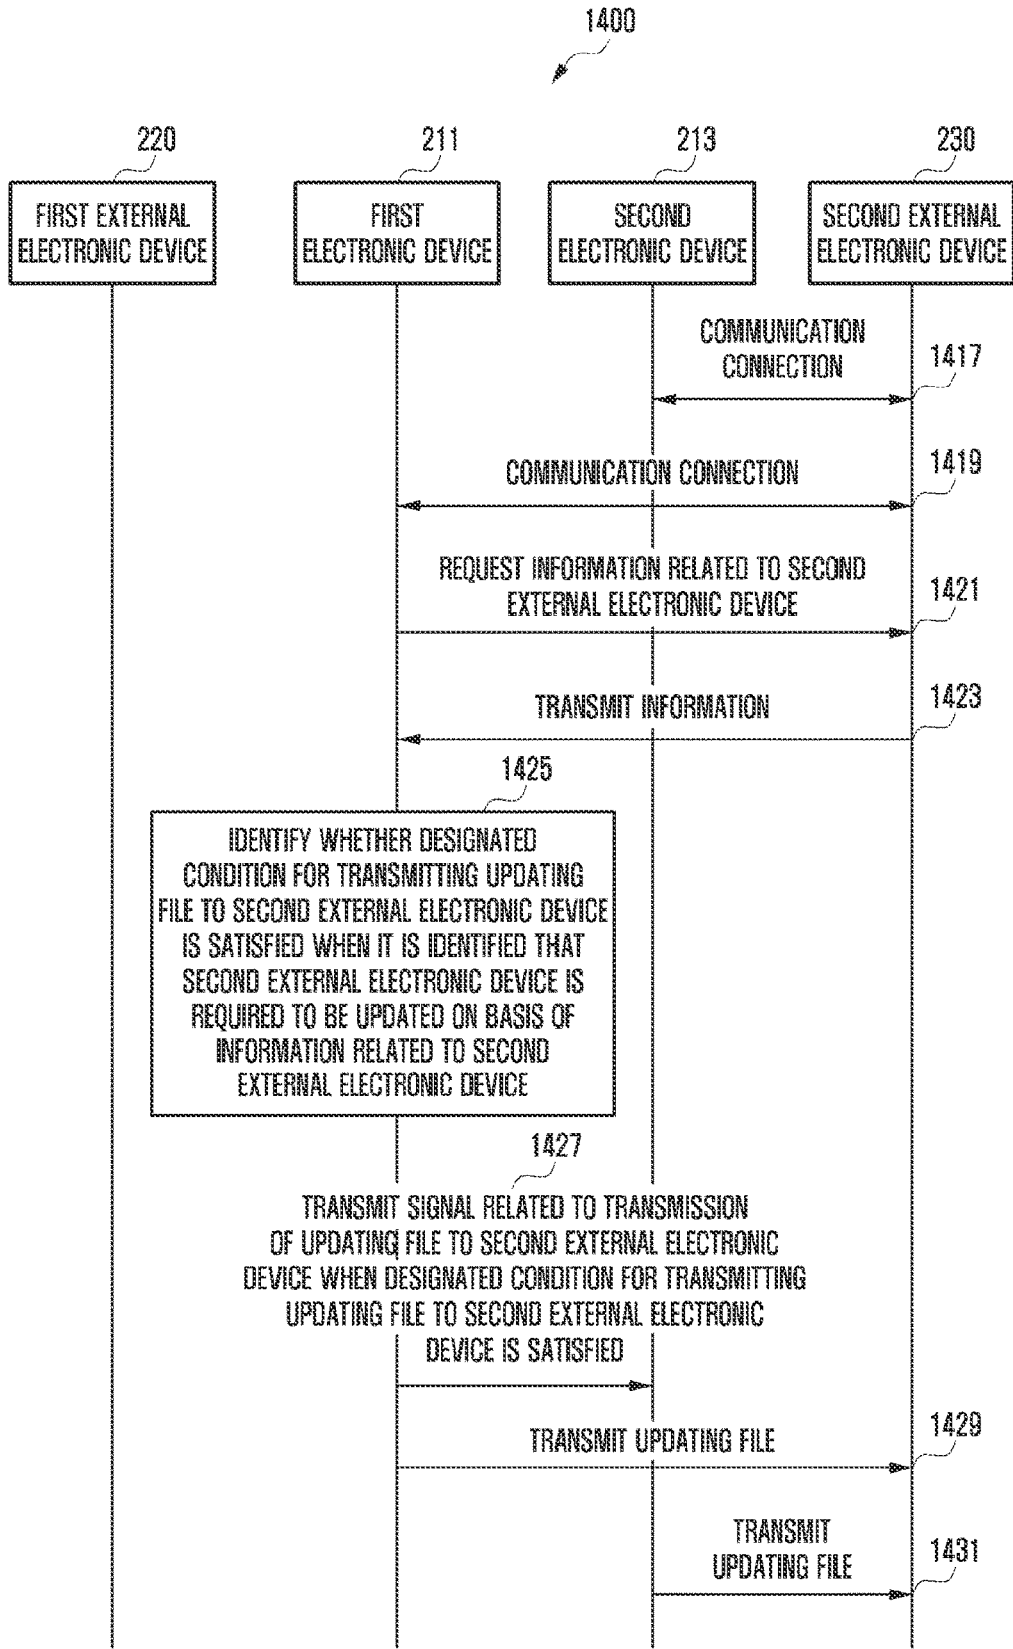 1400
220
211
213
230
FIRST EXTERNAL
ELECTRONIC DEVICE
FIRST
ELECTRONIC DEVICE
SECOND
ELECTRONIC DEVICE
SECOND EXTERNAL
ELECTRONIC DEVICE
COMMUNICATION
CONNECTION
1417
COMMUNICATION CONNECTION
1419
REQUEST INFORMATION RELATED TO SECOND
EXTERNAL ELECTRONIC DEVICE
1421
TRANSMIT INFORMATION
1423
1425
IDENTIFY WHETHER DESIGNATED
CONDITION FOR TRANSMITTING UPDATING
FILE TO SECOND EXTERNAL ELECTRONIC DEVICE
IS SATISFIED WHEN IT IS IDENTIFIED THAT
SECOND EXTERNAL ELECTRONIC DEVICE IS
REQUIRED TO BE UPDATED ON BASIS OF
INFORMATION RELATED TO SECOND
EXTERNAL ELECTRONIC DEVICE
1427
TRANSMIT SIGNAL RELATED TO TRANSMISSION
OF UPDATING FILE TO SECOND EXTERNAL ELECTRONIC
DEVICE WHEN DESIGNATED CONDITION FOR TRANSMITTING
UPDATING FILE TO SECOND EXTERNAL ELECTRONIC
DEVICE IS SATISFIED
TRANSMIT UPDATING FILE
1429
TRANSMIT
UPDATING FILE
1431